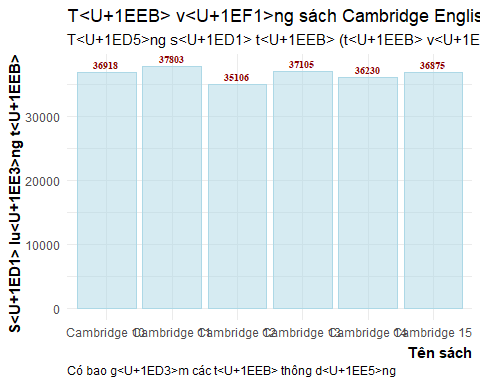 T<U+1EEB> v<U+1EF1>ng sách Cambridge Englis
T<U+1ED5>ng s<U+1ED1> t<U+1EEB> (t<U+1EEB> v<U+1E
S<U+1ED1> lu<U+1EE3>ng t<U+1EEB>
36918 37803 35106 37105 36230 36875
30000
20000
10000
0
Cambridge 10 Cambridge 11 Cambridge 12 Cambridge 13 Cambridge 14 Cambridge 15
Tên sách
Có bao g<U+1ED3>m các t<U+1EEB> thông d<U+1EE5>ng